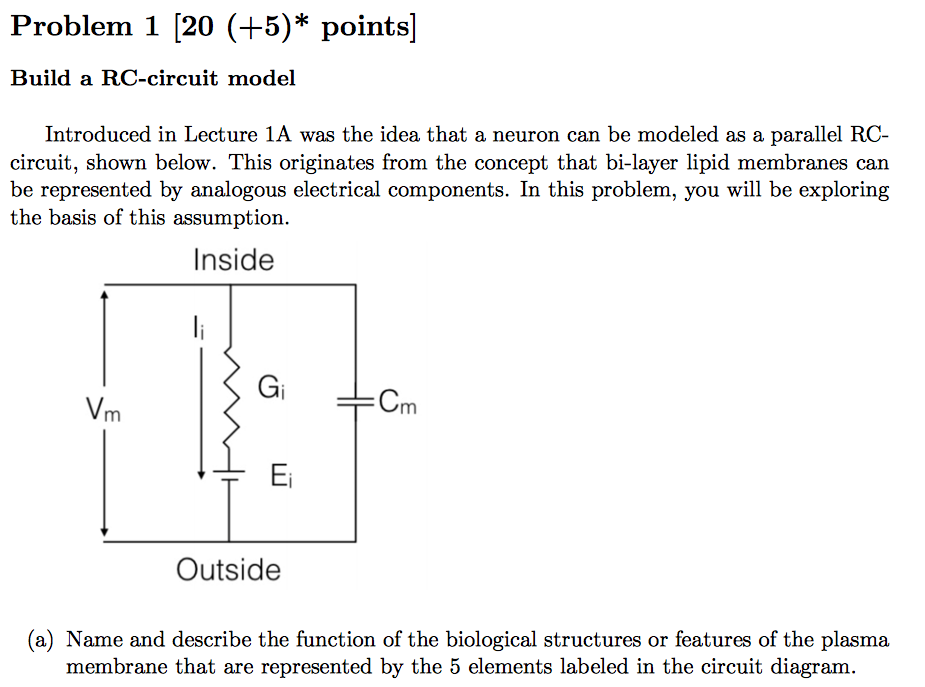 Problem 1 [20 (+5)* points]
Build a RC-circuit model
Introduced in Lecture 1A was the idea that a neuron can be modeled as a parallel RC-
circuit, shown below. This originates from the concept that bi-layer lipid membranes can
be represented by analogous electrical components. In this problem, you will be exploring
the basis of this assumption.
Inside
Ii
Gi
Cm
Vm
Ei
Outside
(a) Name and describe the function of the biological structures or features of the plasma
membrane that are represented by the 5 elements labeled in the circuit diagram.